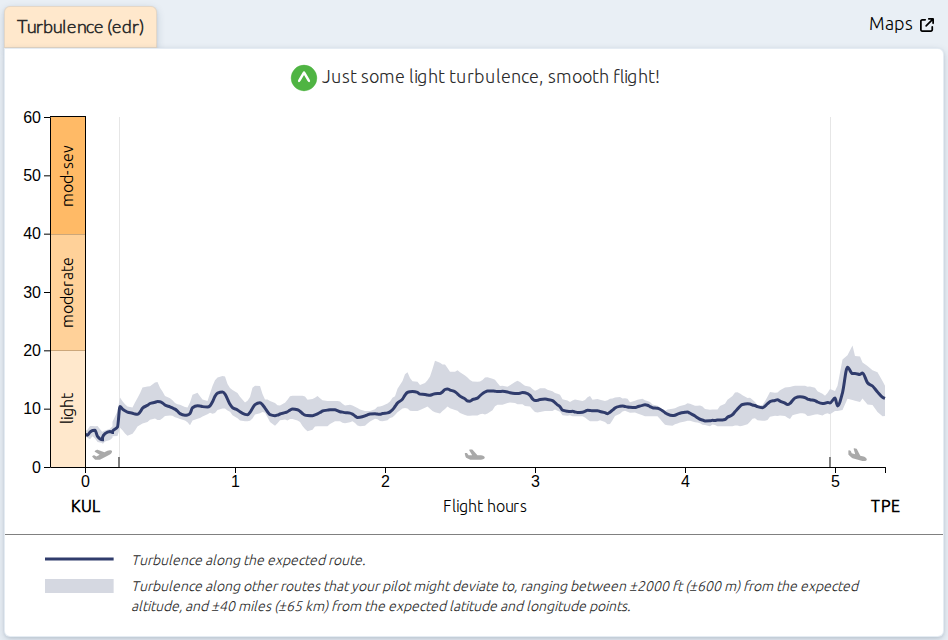 Turbulence (edr)
Maps
Just some light turbulence, smooth flight!
60
50
40
30
20
10
0
mod-sev
moderate
light
0 1 2 3 4 5
KUL Flight hours TPE
Turbulence along the expected route.
Turbulence along other routes that your pilot might deviate to, ranging between ±2000 ft (±600 m) from the expected
altitude, and ±40 miles (±65 km) from the expected latitude and longitude points.